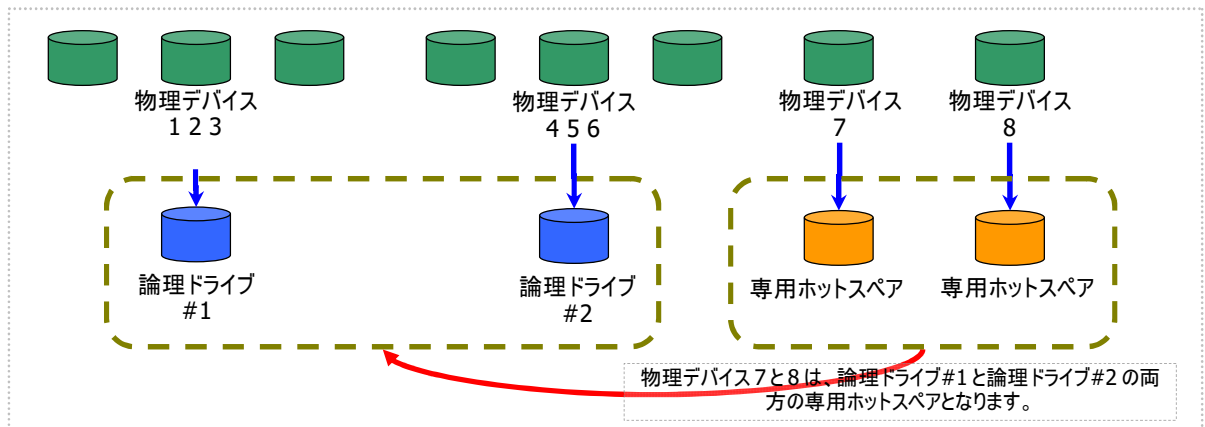 物理デバイス
1 2 3
物理デバイス
4 5 6
物理デバイス
7
物理デバイス
8
論理ドライブ
#1
論理ドライブ
#2
専用ホットスペア
専用ホットスペア
物理デバイス7と8は、論理ドライブ#1と論理ドライブ#2の両
方の専用ホットスペアとなります。